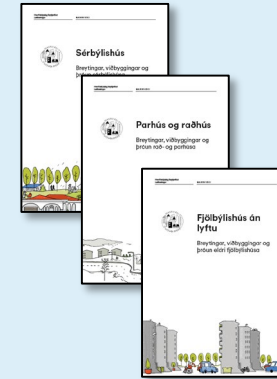 Sérbýlishús
Breytingar, viðbyggingar og
Parhús og raðhús
Breytingar, viðbyggingar og
þróun rað- og parhúsa
Fjölbýlishús án
lyftu
Breytingar, viðbyggingar og
þróun eldri fjölbýlishúsa